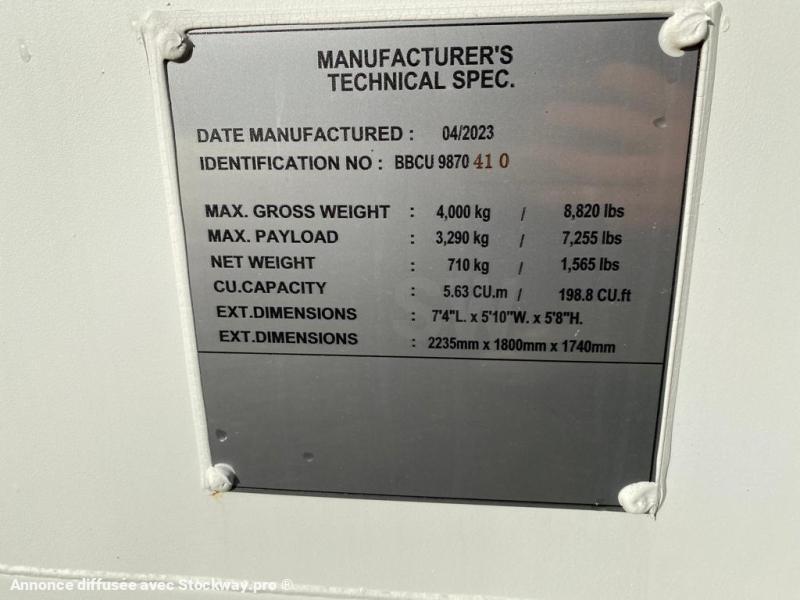 MANUFACTURER'S
TECHNICAL SPEC.
DATE MANUFACTURED : 04/2023
IDENTIFICATION NO : BBCU 9870 41 0
MAX. GROSS WEIGHT : 4,000 kg / 8,820 lbs
MAX. PAYLOAD : 3,290 kg / 7,255 lbs
NET WEIGHT : 710 kg / 1,565 lbs
CU.CAPACITY : 5.63 CU.m / 198.8 CU.ft
EXT.DIMENSIONS : 7'4"L. x 5'10"W. x 5'8"H.
EXT.DIMENSIONS : 2235mm x 1800mm x 1740mm
Annonce diffusée avec Stockway.pro ®